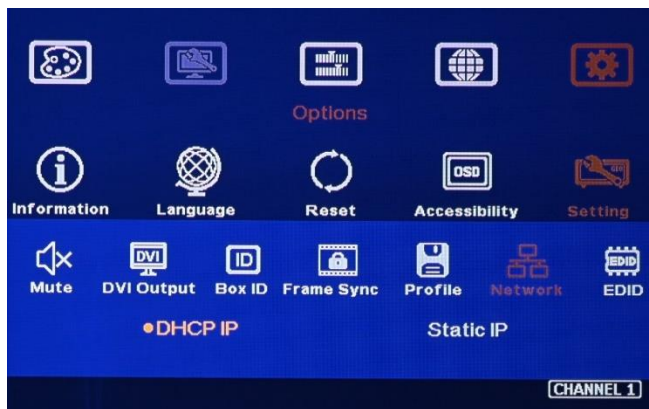 Options
OSD
Information Language Reset Accessibility Setting
DVI ID EDID
Mute DVI Output Box ID Frame Sync Profile Network EDID
DHCP IP Static IP
CHANNEL 1